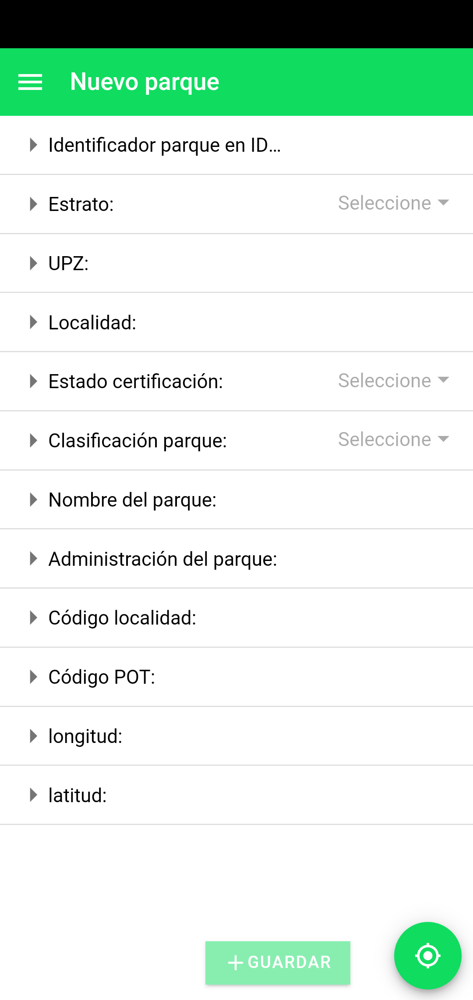 Nuevo parque
Identificador parque en ID...
Estrato: Seleccione
UPZ:
Localidad:
Estado certificación: Seleccione
Clasificación parque: Seleccione
Nombre del parque:
Administración del parque:
Código localidad:
Código POT:
longitud:
latitud:
GUARDAR